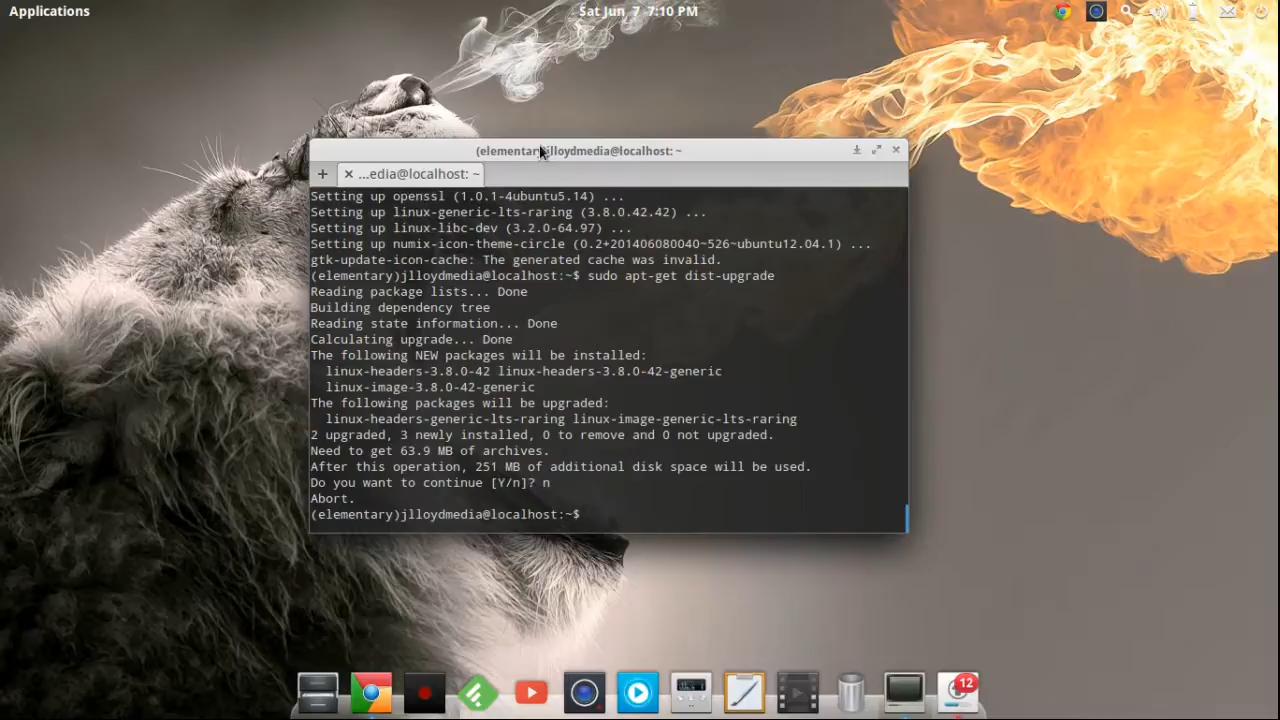 Applications
Sat Jun 7 7:10 PM
(elementary)jlloydmedia@localhost: ~
...edia@localhost: ~
Setting up openssl (1.0.1-4ubuntu5.14) ...
Setting up linux-generic-lts-raring (3.8.0.42.42) ...
Setting up linux-libc-dev (3.2.0-64.97) ...
Setting up numix-icon-theme-circle (0.2+201406080040~526~ubuntu12.04.1) ...
gtk-update-icon-cache: The generated cache was invalid.
(elementary)jlloydmedia@localhost:~$ sudo apt-get dist-upgrade
Reading package lists... Done
Building dependency tree
Reading state information... Done
Calculating upgrade... Done
The following NEW packages will be installed:
linux-headers-3.8.0-42 linux-headers-3.8.0-42-generic
linux-image-3.8.0-42-generic
The following packages will be upgraded:
linux-headers-generic-lts-raring linux-image-generic-lts-raring
2 upgraded, 3 newly installed, 0 to remove and 0 not upgraded.
Need to get 63.9 MB of archives.
After this operation, 251 MB of additional disk space will be used.
Do you want to continue [Y/n]? n
Abort.
(elementary)jlloydmedia@localhost:~$
12